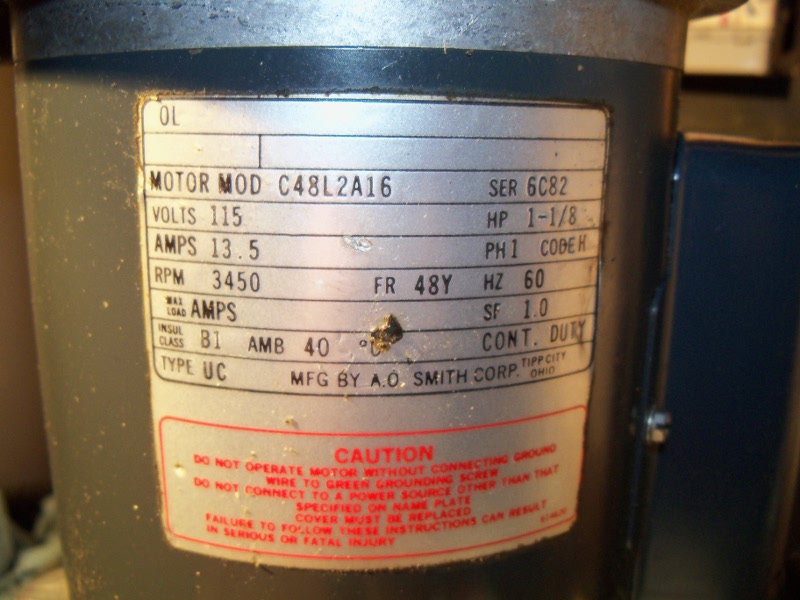 OL
MOTOR MOD C48L2A16 SER 6C82
VOLTS 115 HP 1-1/8
AMPS 13.5 PH 1 CODE H
RPM 3450 FR 48Y HZ 60
MAX LOAD AMPS SF 1.0
INSUL CLASS B1 AMB 40 °C CONT. DUTY
TYPE UC MFG BY A.O. SMITH CORP. TIPP CITY OHIO
CAUTION
DO NOT OPERATE MOTOR WITHOUT CONNECTING GROUND
WIRE TO GREEN GROUNDING SCREW
DO NOT CONNECT TO A POWER SOURCE OTHER THAN THAT
SPECIFIED ON NAME PLATE
COVER MUST BE REPLACED
FAILURE TO FOLLOW THESE INSTRUCTIONS CAN RESULT
IN SERIOUS OR FATAL INJURY